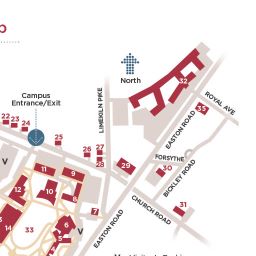 p
North
32
ROYAL AVE
35
Campus
Entrance/Exit
LIMEKILN PIKE
EASTON ROAD
22
23
24
25
26
27
28
29
FORSYTHE
30
BICKLEY ROAD
V
11
9
12
10
8
7
14
33
6
5
V
31
CHURCH ROAD
EASTON ROAD